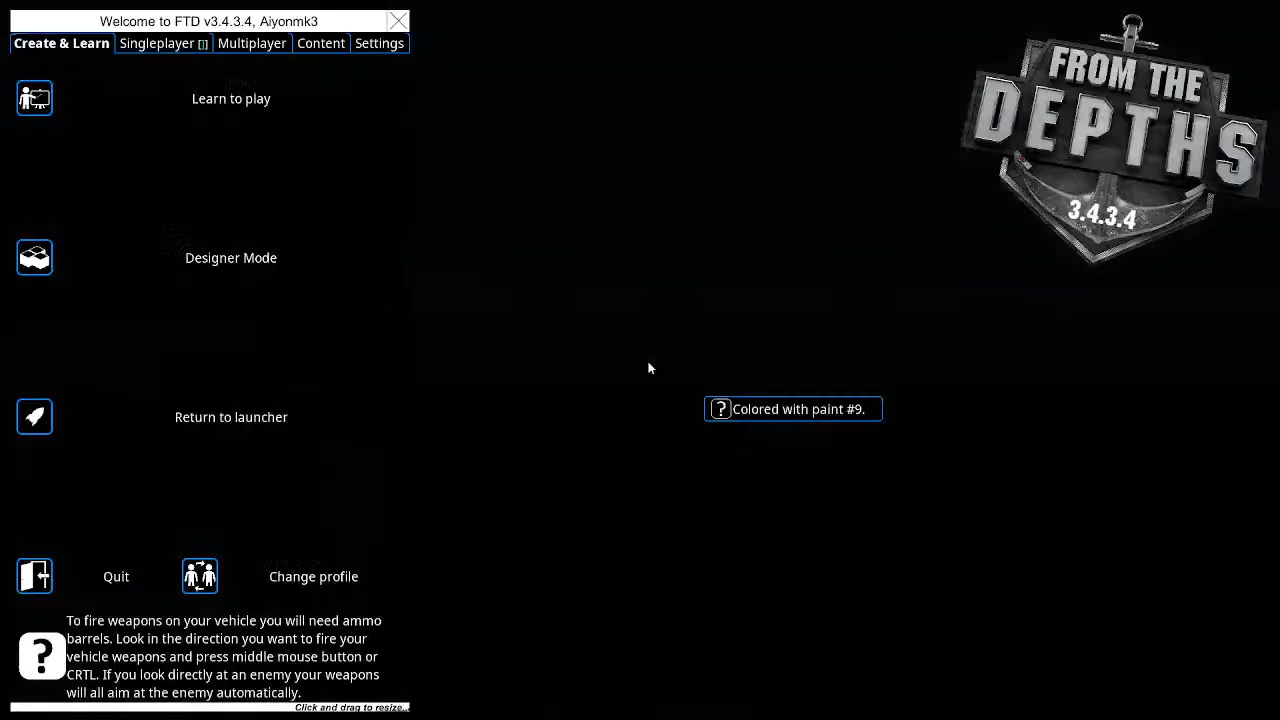 Welcome to FTD v3.4.3.4, Aiyonmk3
Create & Learn Singleplayer [] Multiplayer Content Settings
FROM THE
DEPTHS
3.4.3.4
Learn to play
Designer Mode
Return to launcher
Colored with paint #9.
Quit Change profile
To fire weapons on your vehicle you will need ammo
barrels. Look in the direction you want to fire your
vehicle weapons and press middle mouse button or
CRTL. If you look directly at an enemy your weapons
will all aim at the enemy automatically.
Click and drag to resize..